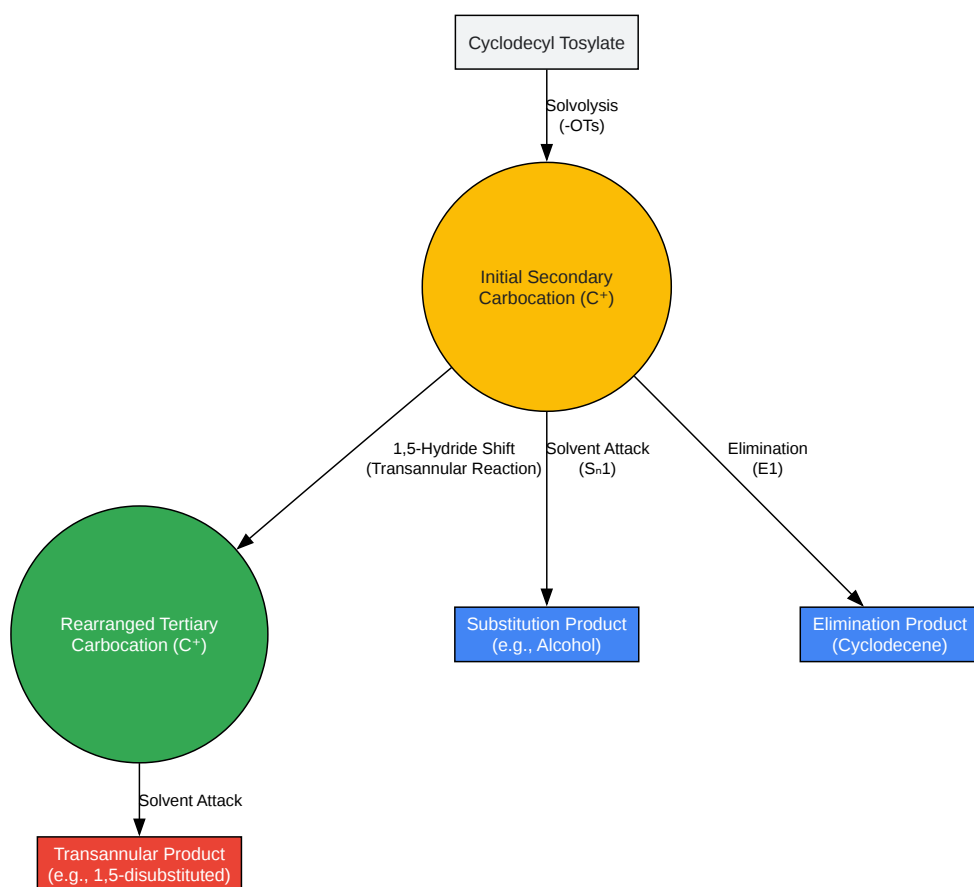 Cyclodecyl Tosylate
Solvolysis
(-OTs)
Initial Secondary
Carbocation (C⁺)
1,5-Hydride Shift
(Transannular Reaction)
Solvent Attack
(Sₙ1)
Elimination
(E1)
Rearranged Tertiary
Carbocation (C⁺)
Substitution Product
(e.g., Alcohol)
Elimination Product
(Cyclodecene)
Solvent Attack
Transannular Product
(e.g., 1,5-disubstituted)